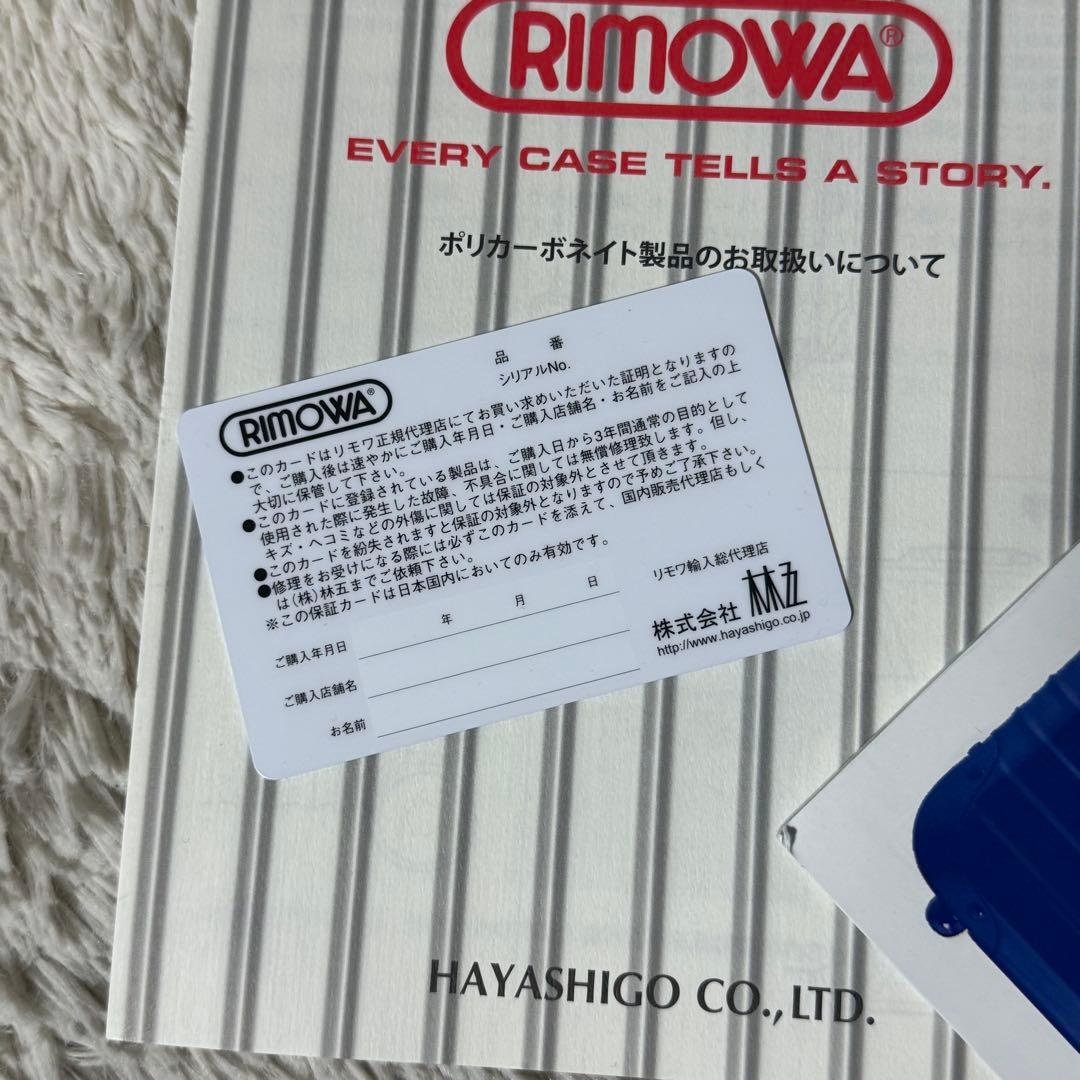 RIMOWA®
EVERY CASE TELLS A STORY.
ポリカーボネイト製品のお取扱いについて
品 番
シリアルNo.
RIMOWA®
●このカードはリモワ正規代理店にてお買い求めいただいた証明となりますの
で、ご購入後は速やかにご購入年月日・ご購入店舗名・お名前をご記入の上
大切に保管して下さい。
●このカードに登録されている製品は、ご購入日から3年間通常の目的として
使用された際に発生した故障、不具合に関しては無償修理致します。但し、
キズ・ヘコミなどの外傷に関しては保証の対象外とさせて頂きます。
●このカードを紛失されますと保証の対象外となりますので予めご了承下さい。
●修理をお受けになる際には必ずこのカードを添えて、国内販売代理店もしく
は(株)林五までご依頼下さい。
※この保証カードは日本国内においてのみ有効です。
年 月 日
ご購入年月日
ご購入店舗名
お名前
リモワ輸入総代理店
株式会社 林五
http://www.hayashigo.co.jp
HAYASHIGO CO.,LTD.